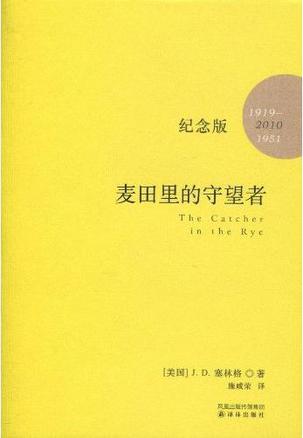 1919–
2010
1951
纪念版
麦田里的守望者
The Catcher
in the Rye
[美国] J. D. 塞林格 ◎ 著
施咸荣 译
凤凰出版传媒集团
译林出版社